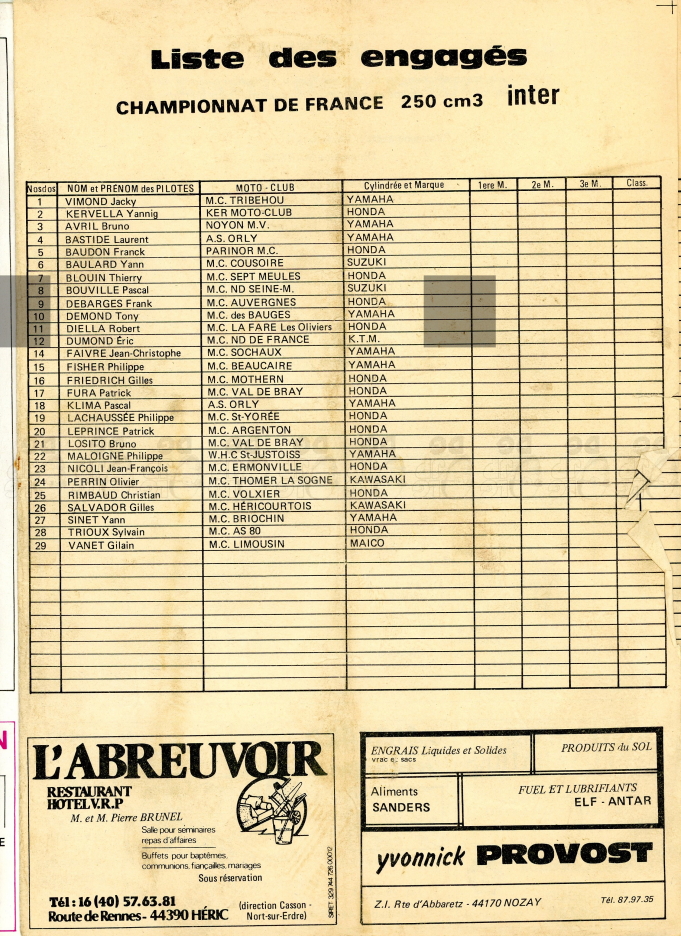 Liste des engagés
CHAMPIONNAT DE FRANCE 250 cm3 inter
Nosdos NOM et PRÉNOM des PILOTES MOTO - CLUB Cylindrée et Marque 1ere M. 2e M. 3e M. Class.
1 VIMOND Jacky M.C. TRIBEHOU YAMAHA
2 KERVELLA Yannig KER MOTO-CLUB HONDA
3 AVRIL Bruno NOYON M.V. YAMAHA
4 BASTIDE Laurent A.S. ORLY YAMAHA
5 BAUDON Franck PARINOR M.C. HONDA
6 BAULARD Yann M.C. COUSOIRE SUZUKI
7 BLOUIN Thierry M.C. SEPT MEULES HONDA
8 BOUVILLE Pascal M.C. ND SEINE-M. SUZUKI
9 DEBARGES Frank M.C. AUVERGNES HONDA
10 DEMOND Tony M.C. des BAUGES YAMAHA
11 DIELLA Robert M.C. LA FARE Les Oliviers HONDA
12 DUMOND Éric M.C. ND DE FRANCE K.T.M.
14 FAIVRE Jean-Christophe M.C. SOCHAUX YAMAHA
15 FISHER Philippe M.C. BEAUCAIRE YAMAHA
16 FRIEDRICH Gilles M.C. MOTHERN HONDA
17 FURA Patrick M.C. VAL DE BRAY HONDA
18 KLIMA Pascal A.S. ORLY YAMAHA
19 LACHAUSSÉE Philippe M.C. St-YORÉE HONDA
20 LEPRINCE Patrick M.C. ARGENTON HONDA
21 LOSITO Bruno M.C. VAL DE BRAY HONDA
22 MALOIGNE Philippe W.H.C St-JUSTOISS YAMAHA
23 NICOLI Jean-François M.C. ERMONVILLE HONDA
24 PERRIN Olivier M.C. THOMER LA SOGNE KAWASAKI
25 RIMBAUD Christian M.C. VOLXIER HONDA
26 SALVADOR Gilles M.C. HÉRICOURTOIS KAWASAKI
27 SINET Yann M.C. BRIOCHIN YAMAHA
28 TRIOUX Sylvain M.C. AS 80 HONDA
29 VANET Gilain M.C. LIMOUSIN MAICO
L'ABREUVOIR
RESTAURANT
HOTEL V.R.P
M. et M. Pierre BRUNEL
Salle pour séminaires
repas d'affaires
Buffets pour baptêmes,
communions, fiançailles, mariages
Sous réservation
Tél : 16 (40) 57.63.81
Route de Rennes - 44390 HÉRIC
(direction Casson -
Nort-sur-Erdre)
SIRET 329 744 726 00012
ENGRAIS Liquides et Solides
vrac et sacs
PRODUITS du SOL
Aliments
SANDERS
FUEL ET LUBRIFIANTS
ELF - ANTAR
yvonnick PROVOST
Z.I. Rte d'Abbaretz - 44170 NOZAY Tél. 87.97.35
N
E